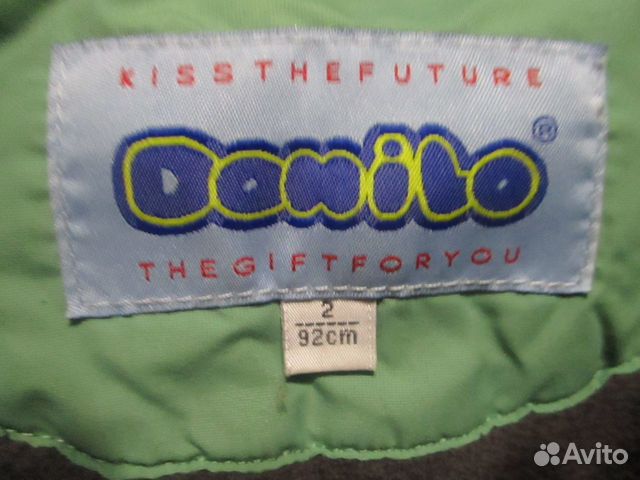 KISSTHEFUTURE
Danilo®
THEGIFTFORYOU
2
92cm
Avito